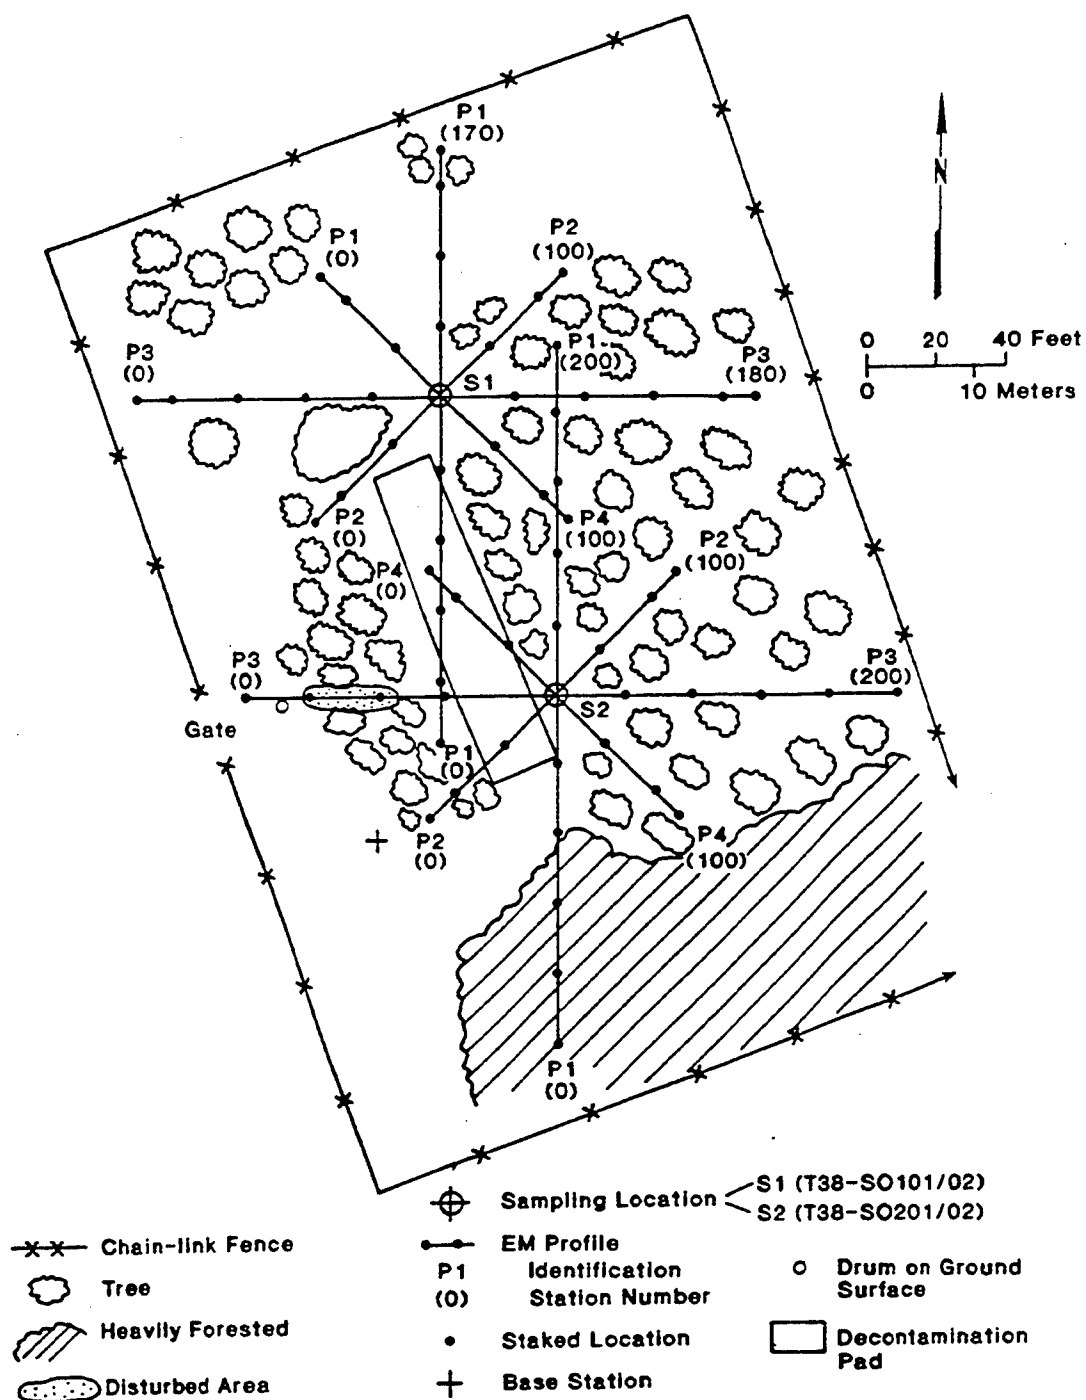 P1
(170)
P1
(0)
P2
(100)
N
P1
(200)
0 20 40 Feet
0 10 Meters
P3
(0)
P3
(180)
S1
P2
(0)
P4
(100)
P2
(100)
P4
(0)
P3
(0)
P3
(200)
S2
Gate
P1
(0)
P2
(0)
P4
(100)
P1
(0)
Sampling Location
S1 (T38-SO101/02)
S2 (T38-SO201/02)
Chain-link Fence
EM Profile
P1 Identification
(0) Station Number
Drum on Ground
Surface
Tree
Heavily Forested
Staked Location
Decontamination
Pad
Disturbed Area
Base Station